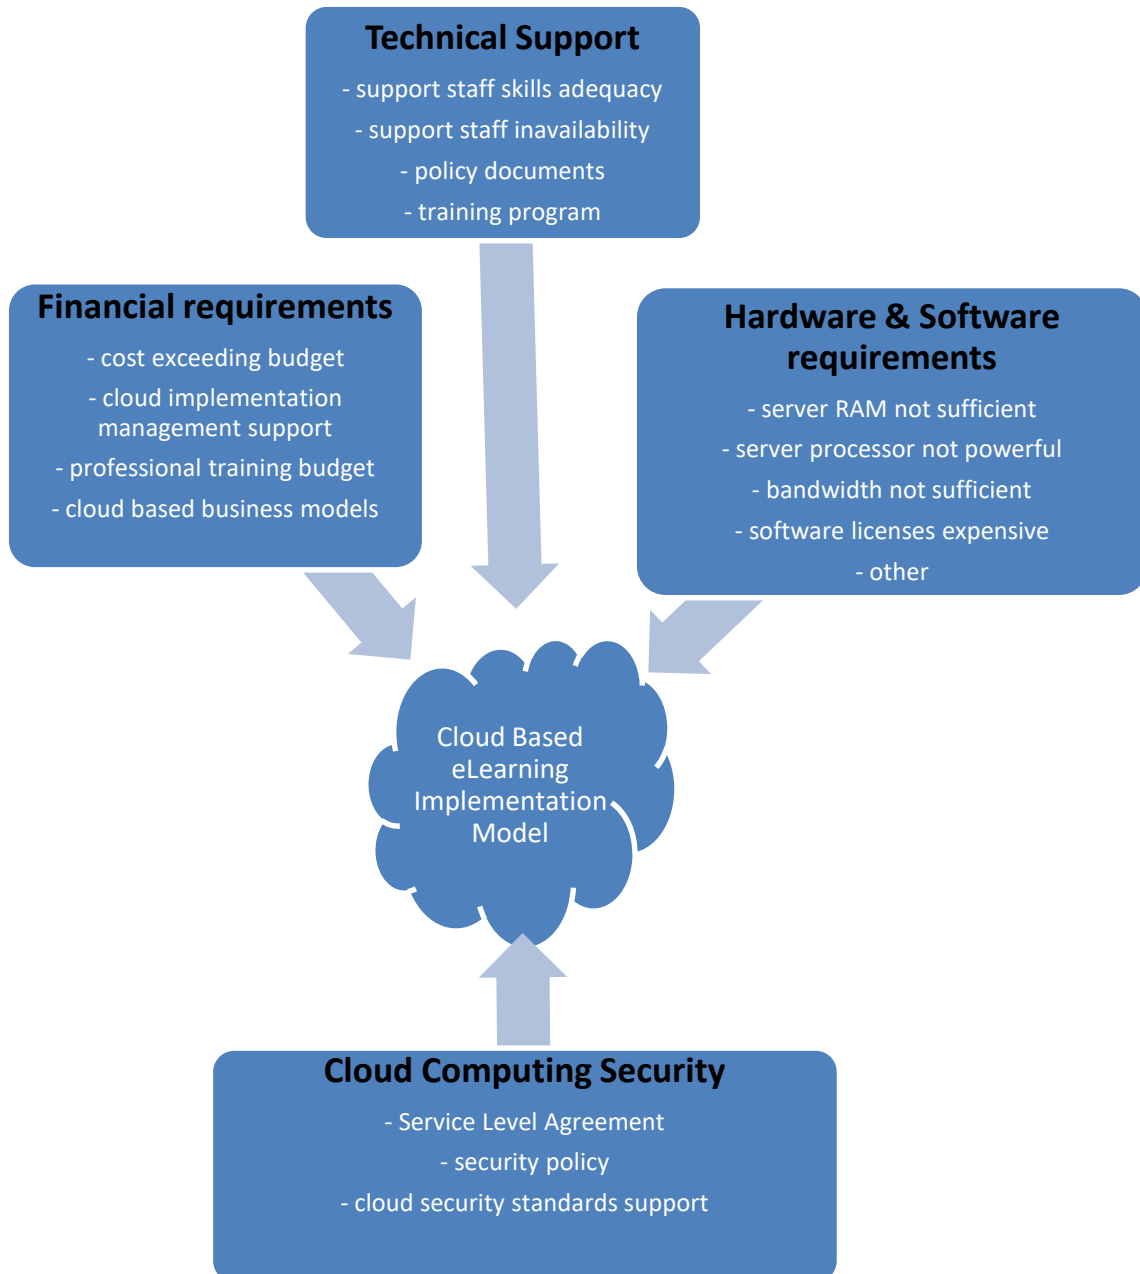 Technical Support
- support staff skills adequacy
- support staff inavailability
- policy documents
- training program
Financial requirements
- cost exceeding budget
- cloud implementation
management support
- professional training budget
- cloud based business models
Hardware & Software
requirements
- server RAM not sufficient
- server processor not powerful
- bandwidth not sufficient
- software licenses expensive
- other
Cloud Based
eLearning
Implementation
Model
Cloud Computing Security
- Service Level Agreement
- security policy
- cloud security standards support